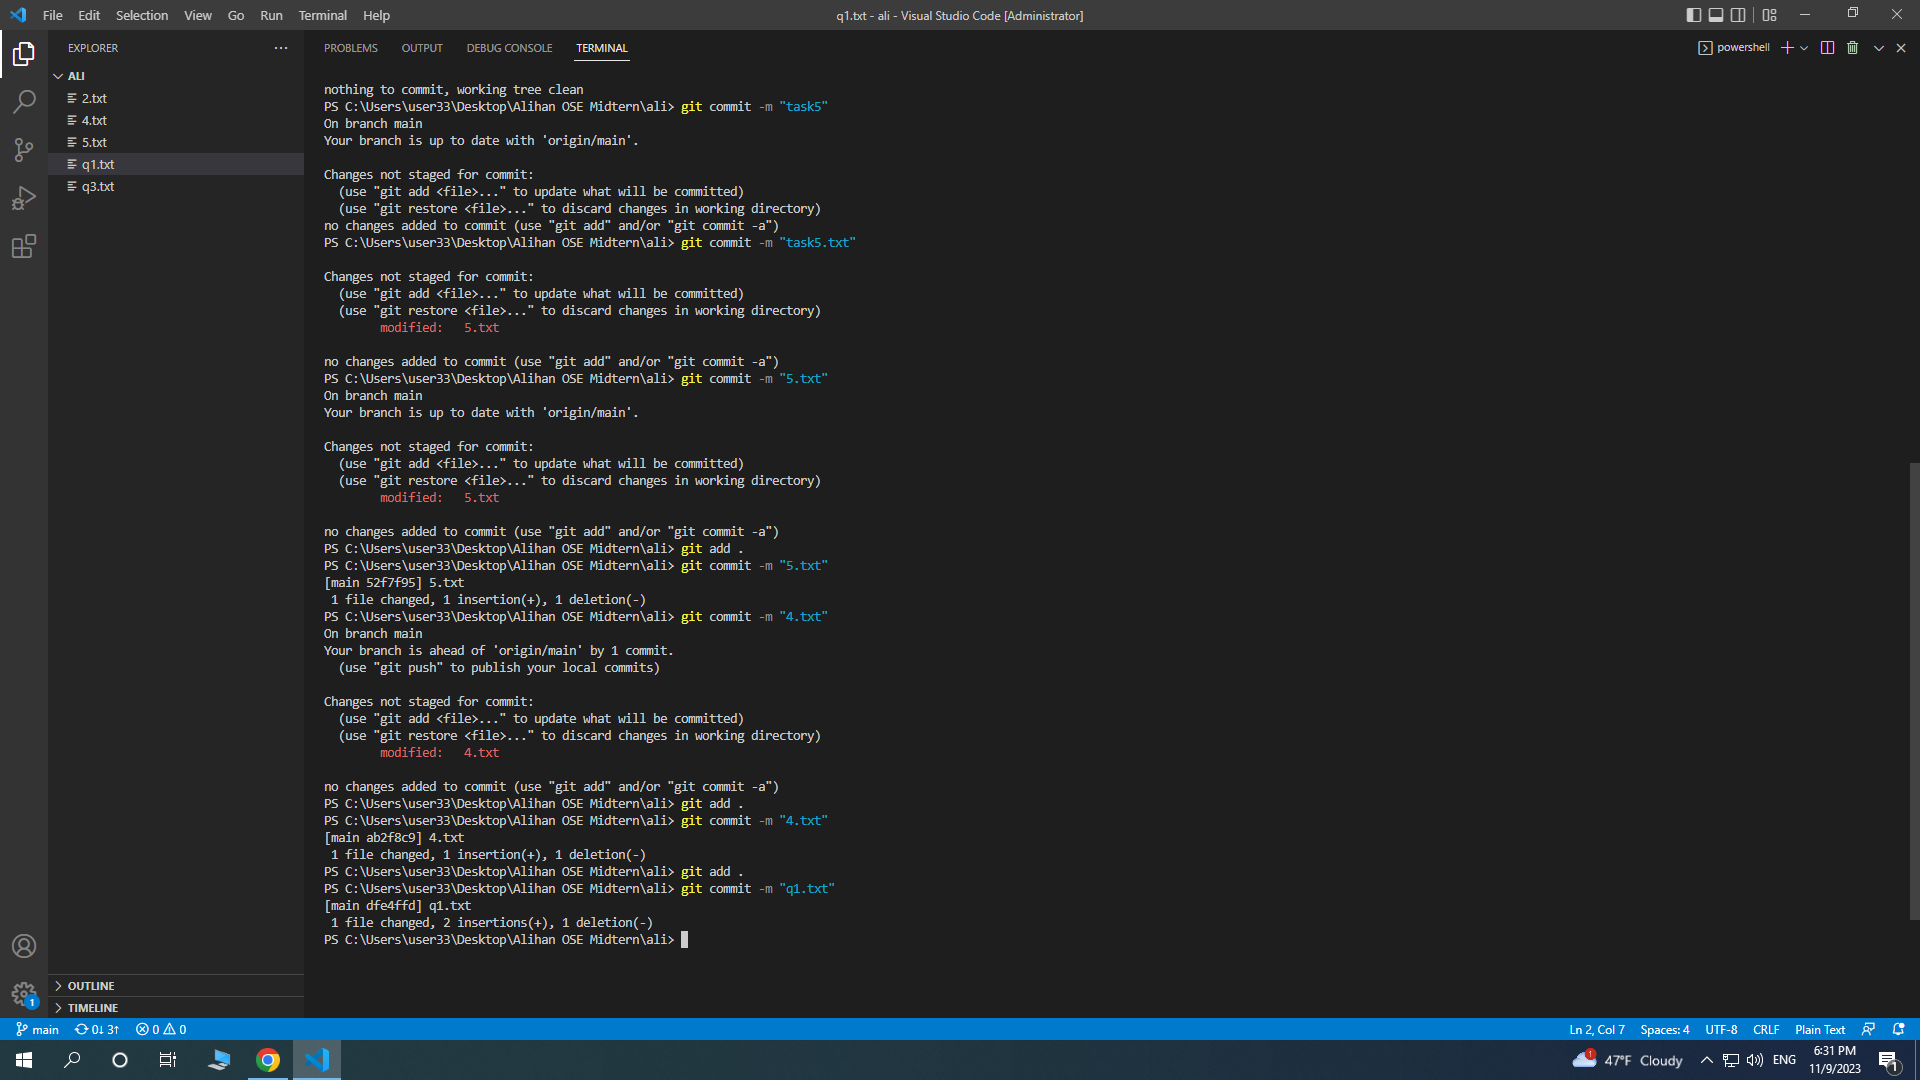 File Edit Selection View Go Run Terminal Help
q1.txt - ali - Visual Studio Code [Administrator]
EXPLORER
ALI
2.txt
4.txt
5.txt
q1.txt
q3.txt
OUTLINE
TIMELINE
PROBLEMS OUTPUT DEBUG CONSOLE TERMINAL
powershell
nothing to commit, working tree clean
PS C:\Users\user33\Desktop\Alihan OSE Midtern\ali> git commit -m "task5"
On branch main
Your branch is up to date with 'origin/main'.
Changes not staged for commit:
(use "git add <file>..." to update what will be committed)
(use "git restore <file>..." to discard changes in working directory)
no changes added to commit (use "git add" and/or "git commit -a")
PS C:\Users\user33\Desktop\Alihan OSE Midtern\ali> git commit -m "task5.txt"
Changes not staged for commit:
(use "git add <file>..." to update what will be committed)
(use "git restore <file>..." to discard changes in working directory)
modified: 5.txt
no changes added to commit (use "git add" and/or "git commit -a")
PS C:\Users\user33\Desktop\Alihan OSE Midtern\ali> git commit -m "5.txt"
On branch main
Your branch is up to date with 'origin/main'.
Changes not staged for commit:
(use "git add <file>..." to update what will be committed)
(use "git restore <file>..." to discard changes in working directory)
modified: 5.txt
no changes added to commit (use "git add" and/or "git commit -a")
PS C:\Users\user33\Desktop\Alihan OSE Midtern\ali> git add .
PS C:\Users\user33\Desktop\Alihan OSE Midtern\ali> git commit -m "5.txt"
[main 52f7f95] 5.txt
1 file changed, 1 insertion(+), 1 deletion(-)
PS C:\Users\user33\Desktop\Alihan OSE Midtern\ali> git commit -m "4.txt"
On branch main
Your branch is ahead of 'origin/main' by 1 commit.
(use "git push" to publish your local commits)
Changes not staged for commit:
(use "git add <file>..." to update what will be committed)
(use "git restore <file>..." to discard changes in working directory)
modified: 4.txt
no changes added to commit (use "git add" and/or "git commit -a")
PS C:\Users\user33\Desktop\Alihan OSE Midtern\ali> git add .
PS C:\Users\user33\Desktop\Alihan OSE Midtern\ali> git commit -m "4.txt"
[main ab2f8c9] 4.txt
1 file changed, 1 insertion(+), 1 deletion(-)
PS C:\Users\user33\Desktop\Alihan OSE Midtern\ali> git add .
PS C:\Users\user33\Desktop\Alihan OSE Midtern\ali> git commit -m "q1.txt"
[main dfe4ffd] q1.txt
1 file changed, 2 insertions(+), 1 deletion(-)
PS C:\Users\user33\Desktop\Alihan OSE Midtern\ali>
1
main 0↓ 3↑ 0 0
Ln 2, Col 7 Spaces: 4 UTF-8 CRLF Plain Text
1 47°F Cloudy ENG 6:31 PM
11/9/2023 1